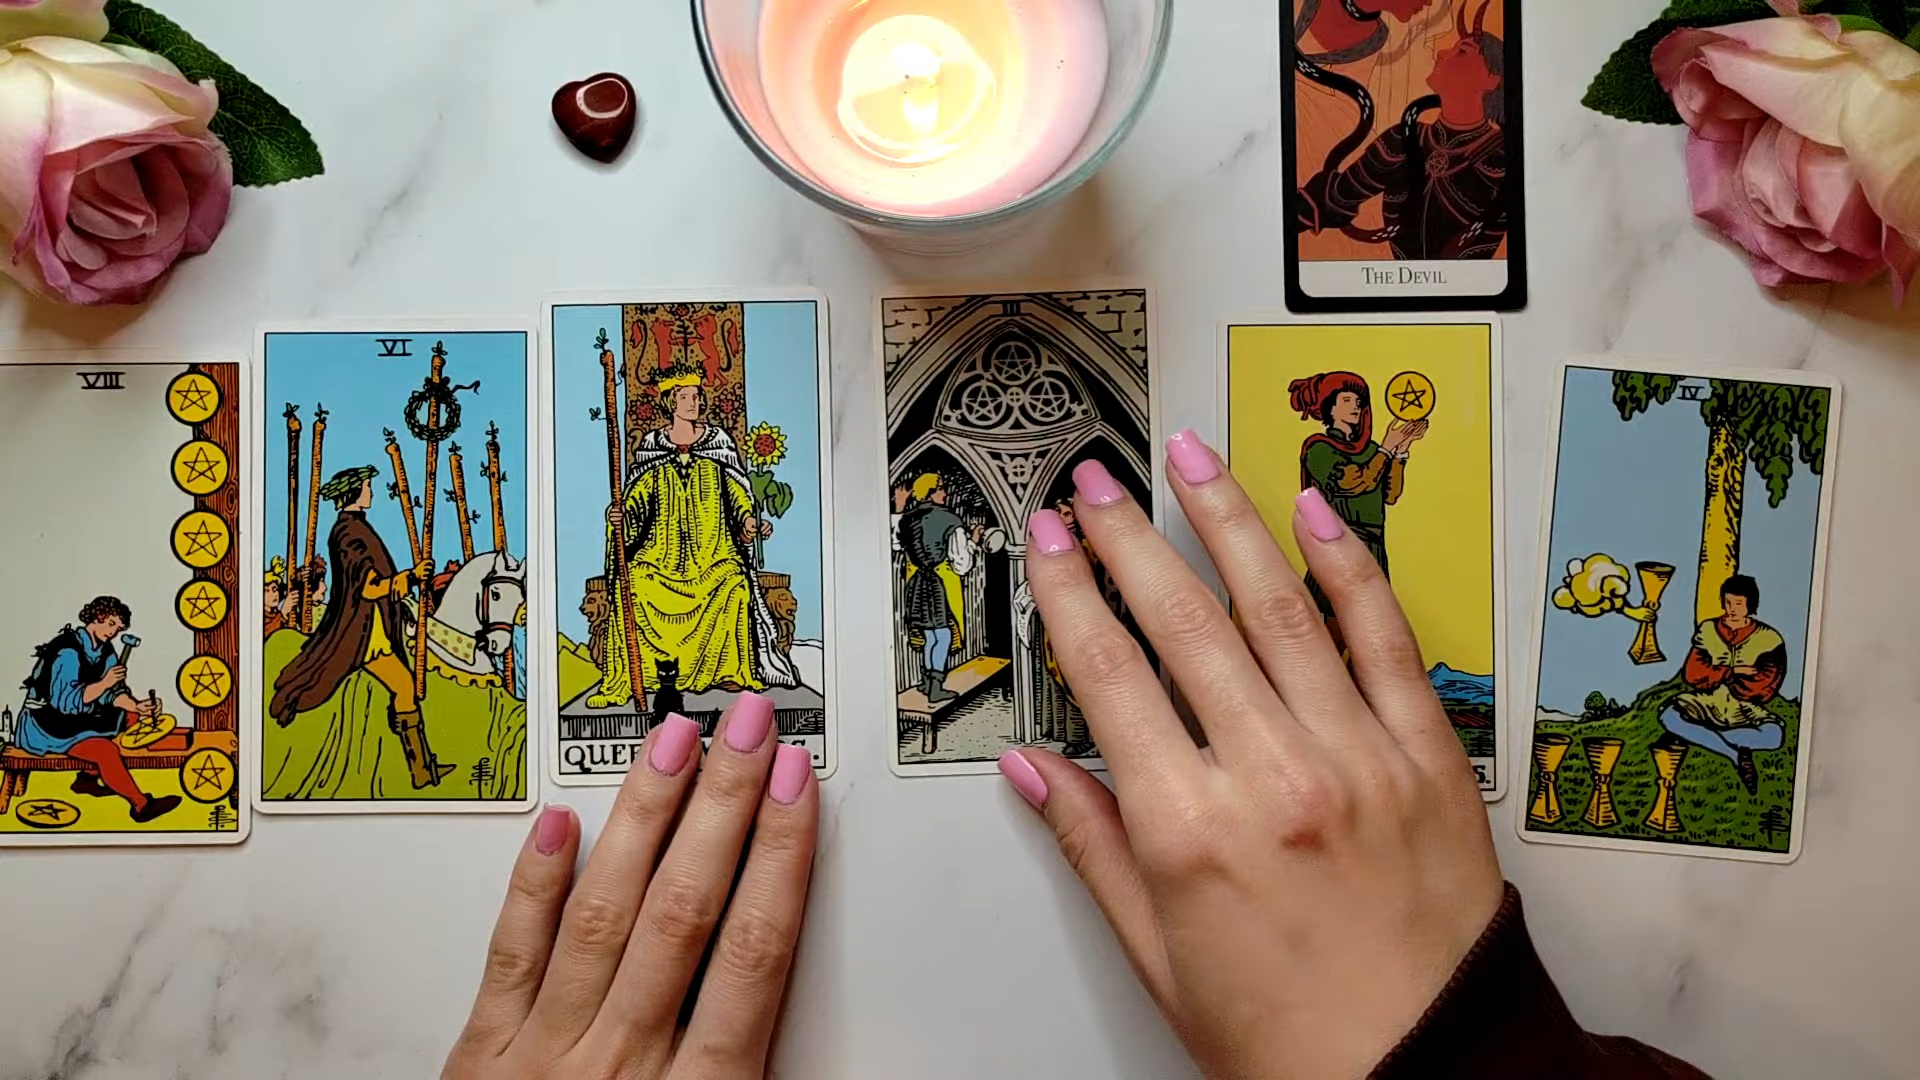 THE DEVIL
VIII
VI
III
IV
QUEE
S.
S.